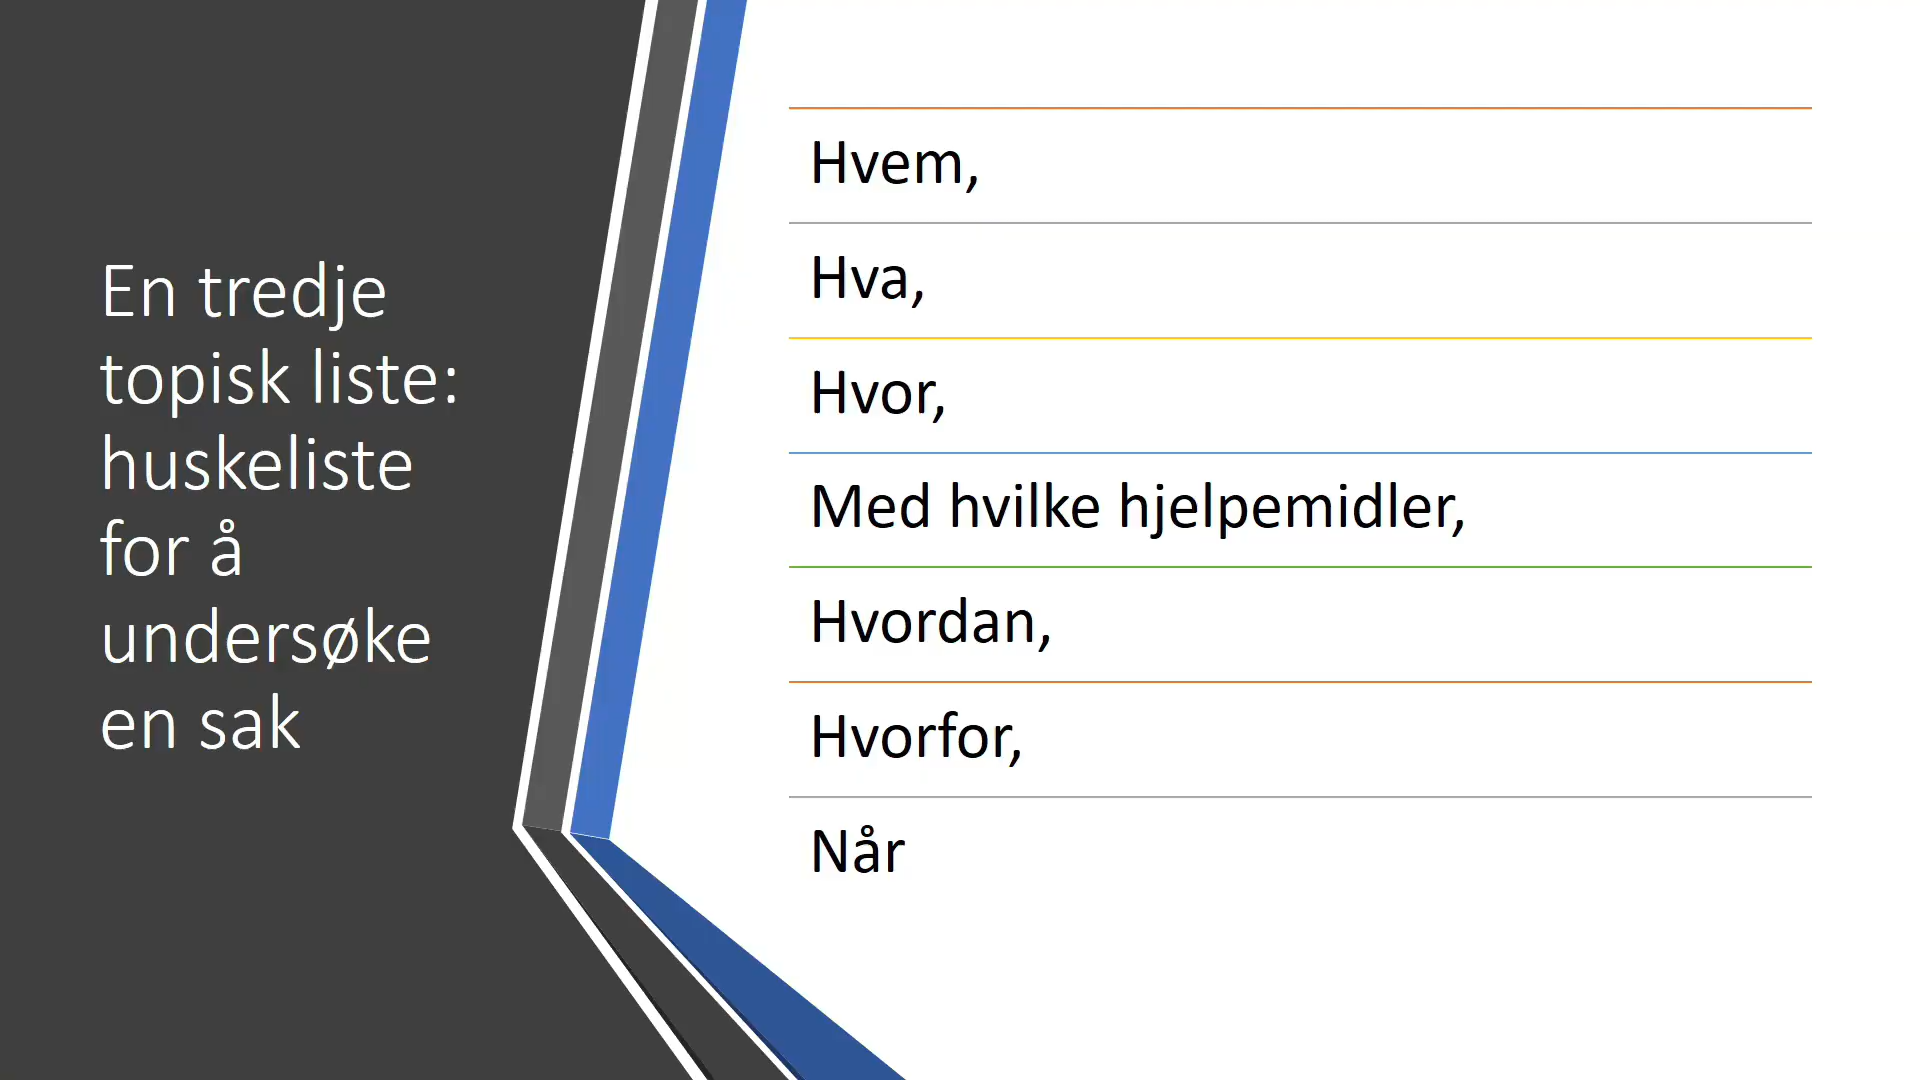 En tredje
topisk liste:
huskeliste
for å
undersøke
en sak
Hvem,
Hva,
Hvor,
Med hvilke hjelpemidler,
Hvordan,
Hvorfor,
Når